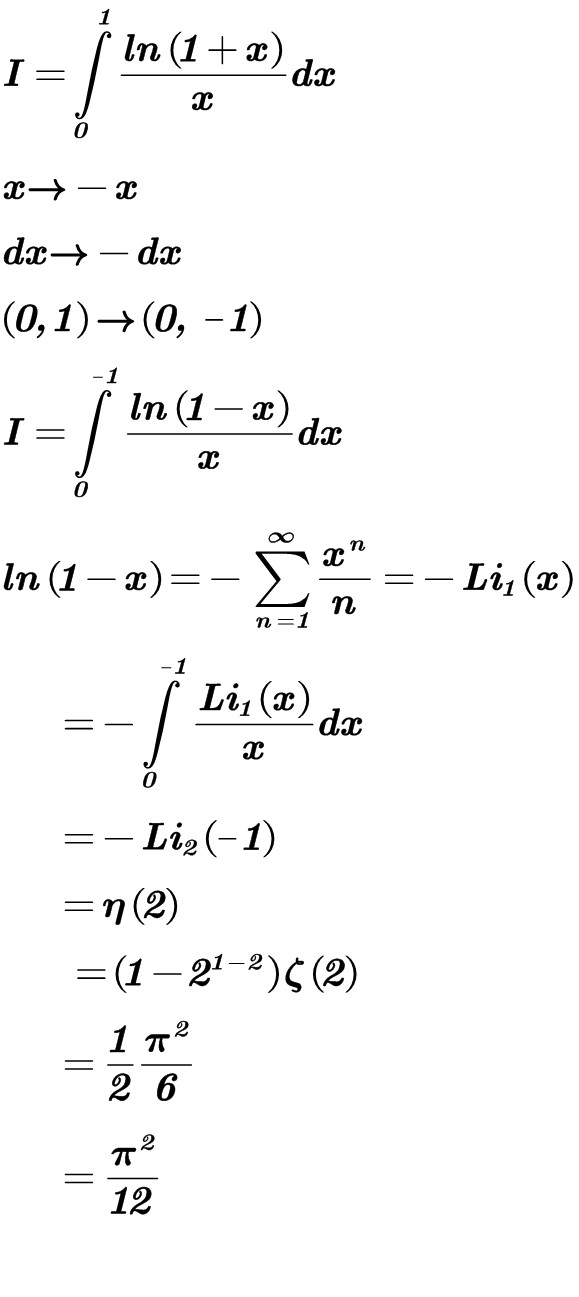 I = ∫₀¹ ln(1+x)/x dx
x→ −x
dx→ −dx
(0,1)→(0, -1)
I = ∫₀⁻¹ ln(1−x)/x dx
ln(1−x) = − ∑ₙ₌₁^∞ xⁿ/n = −Li₁(x)
= − ∫₀⁻¹ Li₁(x)/x dx
= −Li₂(-1)
= η(2)
= (1−2¹⁻²)ζ(2)
= 1/2 π²/6
= π²/12